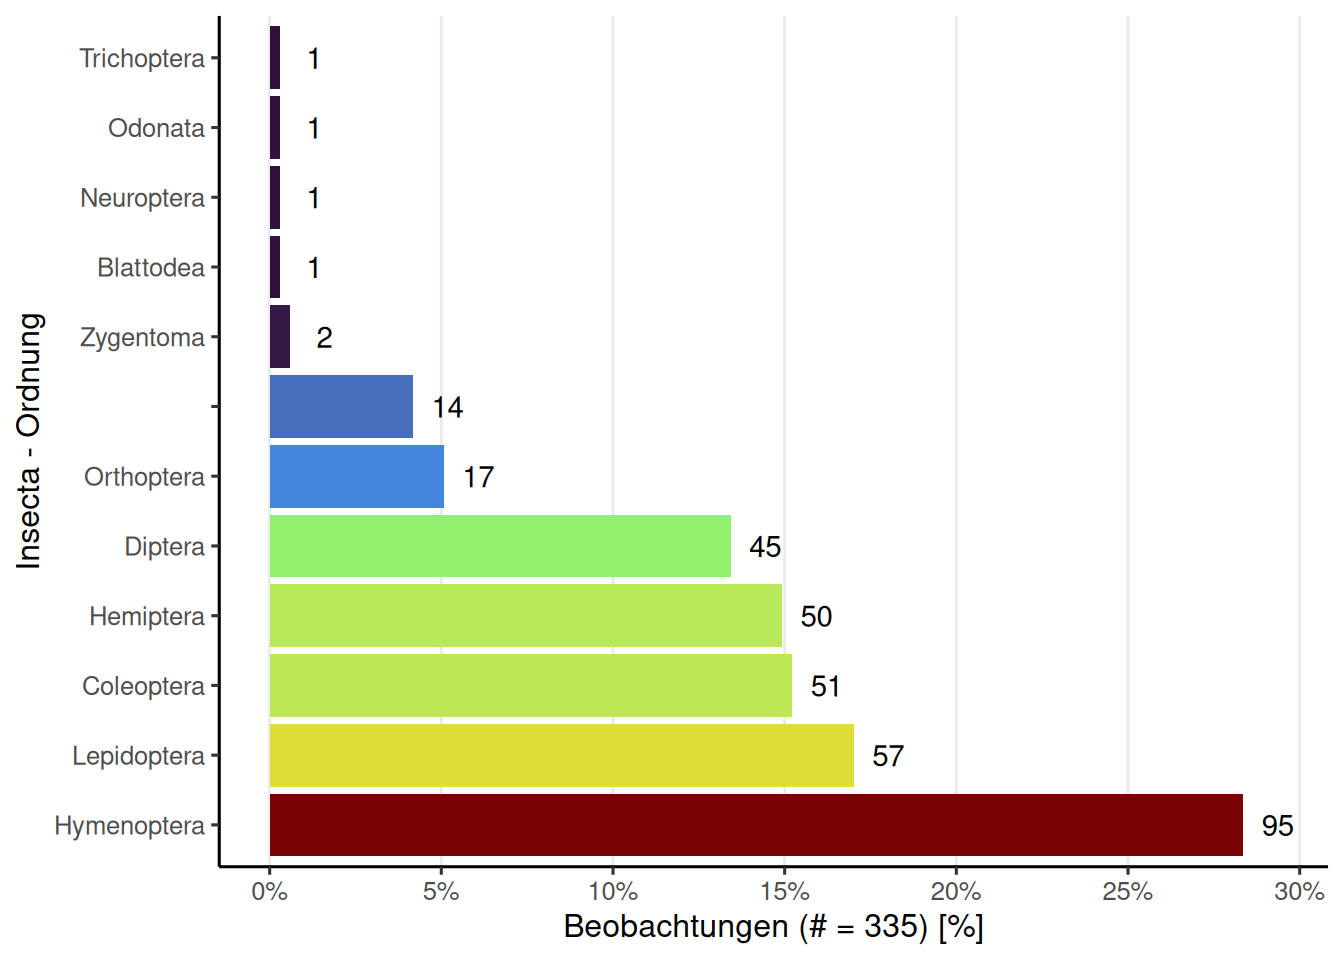 Insecta - Ordnung
Trichoptera 1
Odonata 1
Neuroptera 1
Blattodea 1
Zygentoma 2
14
Orthoptera 17
Diptera 45
Hemiptera 50
Coleoptera 51
Lepidoptera 57
Hymenoptera 95
0% 5% 10% 15% 20% 25% 30%
Beobachtungen (# = 335) [%]